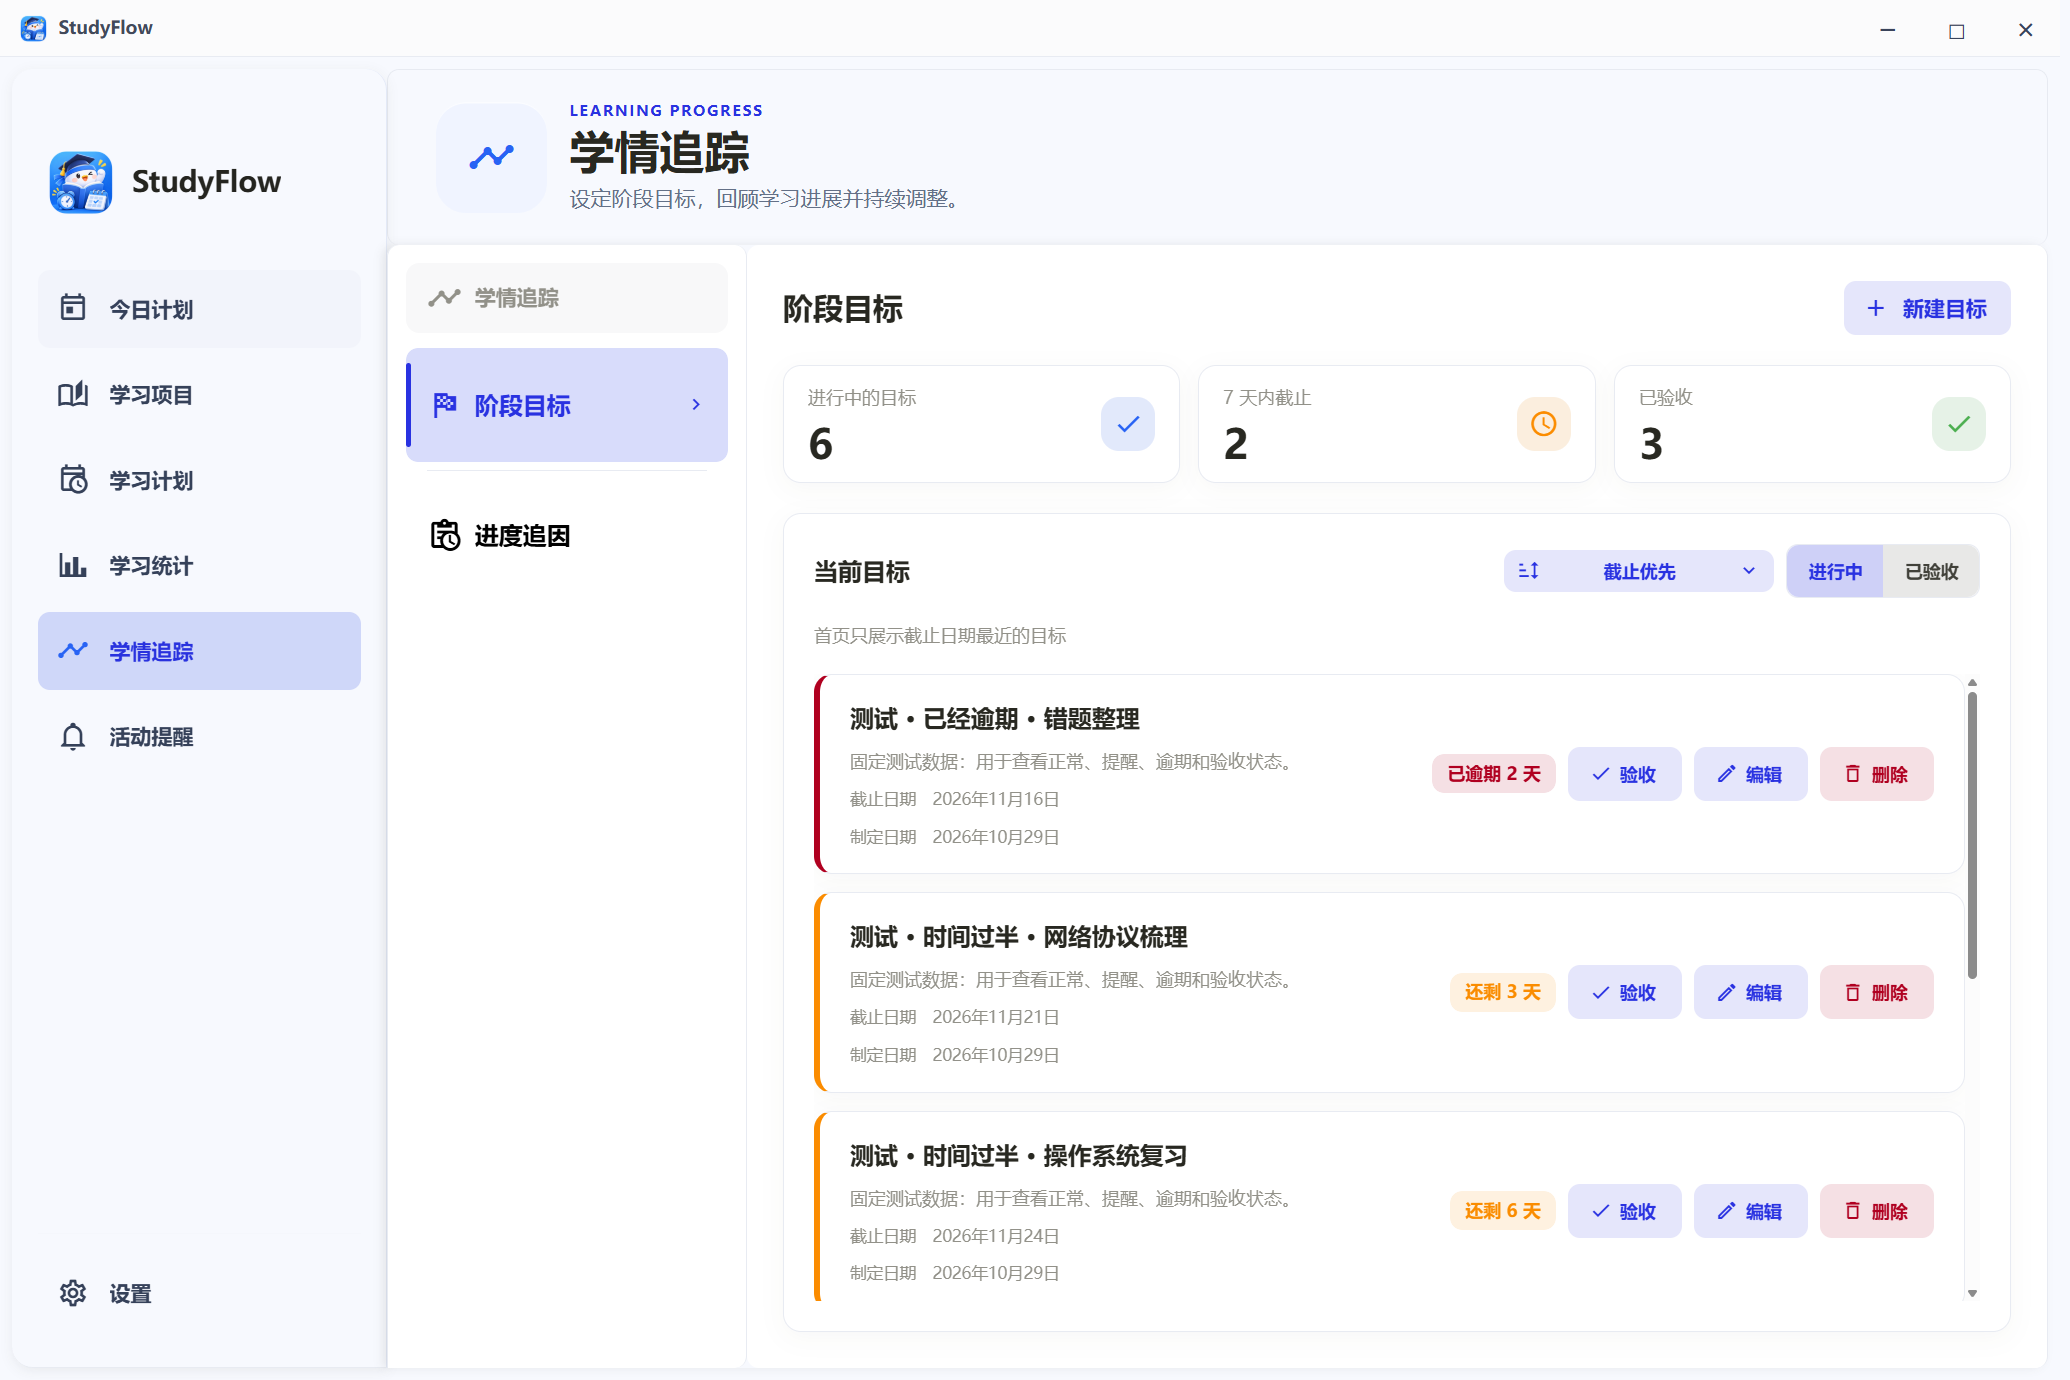 StudyFlow
StudyFlow
今日计划
学习项目
学习计划
学习统计
学情追踪
活动提醒
设置
LEARNING PROGRESS
学情追踪
设定阶段目标，回顾学习进展并持续调整。
学情追踪
阶段目标
进度追因
阶段目标
新建目标
进行中的目标
6
7 天内截止
2
已验收
3
当前目标
截止优先
进行中
已验收
首页只展示截止日期最近的目标
测试·已经逾期·错题整理
固定测试数据：用于查看正常、提醒、逾期和验收状态。
截止日期 2026年11月16日
制定日期 2026年10月29日
已逾期 2 天
验收
编辑
删除
测试·时间过半·网络协议梳理
固定测试数据：用于查看正常、提醒、逾期和验收状态。
截止日期 2026年11月21日
制定日期 2026年10月29日
还剩 3 天
验收
编辑
删除
测试·时间过半·操作系统复习
固定测试数据：用于查看正常、提醒、逾期和验收状态。
截止日期 2026年11月24日
制定日期 2026年10月29日
还剩 6 天
验收
编辑
删除